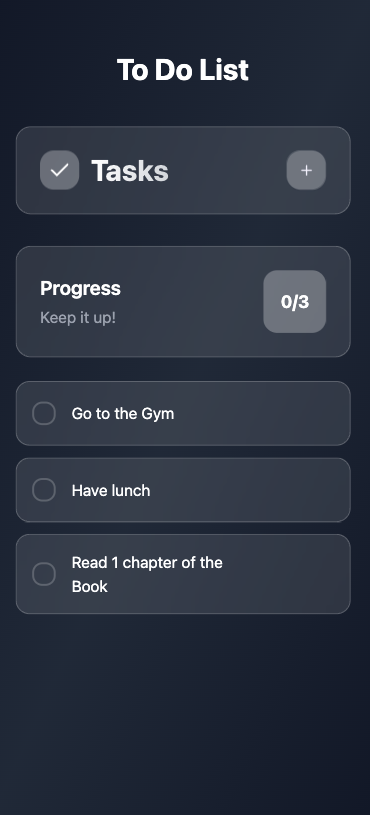 To Do List
Tasks
+
Progress
Keep it up!
0/3
Go to the Gym
Have lunch
Read 1 chapter of the
Book